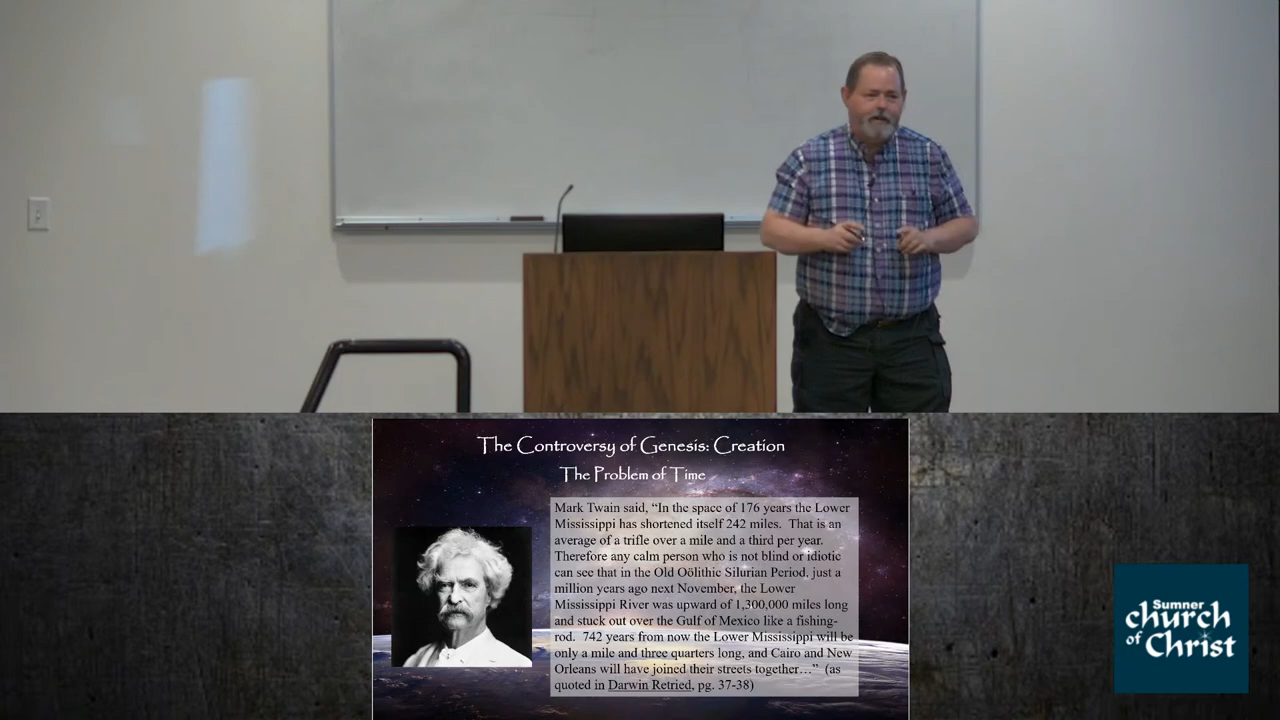 The Controversy of Genesis: Creation
The Problem of Time
Mark Twain said, “In the space of 176 years the Lower
Mississippi has shortened itself 242 miles.  That is an
average of a trifle over a mile and a third per year.
Therefore any calm person who is not blind or idiotic
can see that in the Old Oölithic Silurian Period, just a
million years ago next November, the Lower
Mississippi River was upward of 1,300,000 miles long
and stuck out over the Gulf of Mexico like a fishing-
rod.  742 years from now the Lower Mississippi will be
only a mile and three quarters long, and Cairo and New
Orleans will have joined their streets together…”  (as
quoted in Darwin Retried, pg. 37-38)
Sumner
church
of Christ